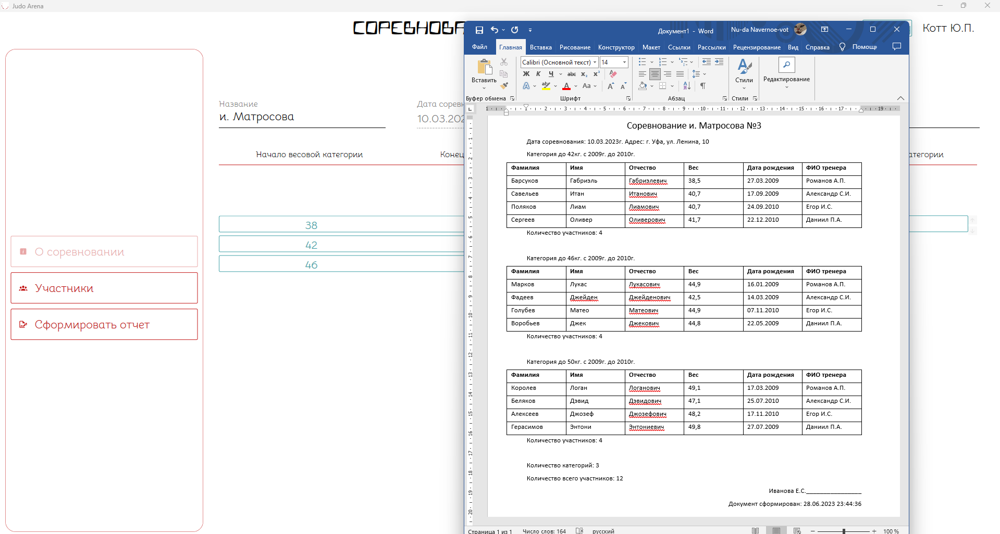 Judo Arena
СОРЕВНОВА
Котт Ю.П.
Название
и. Матросова
Дата соревн
10.03.202
Начало весовой категории
Конец
атегории
38
42
46
О соревновании
Участники
Сформировать отчет
Документ1 - Word
Nu-da Navernoe-vot
Файл Главная Вставка Рисование Конструктор Макет Ссылки Рассылки Рецензирование Вид Справка Помощь
Вставить
Calibri (Основной текст) 14
Ж К Ч abc x₂ x²
Aa
Стили
Редактирование
Буфер обмена Шрифт Абзац Стили
Соревнование и. Матросова №3
Дата соревнования: 10.03.2023г. Адрес: г. Уфа, ул. Ленина, 10
Категория до 42кг. с 2009г. до 2010г.
Фамилия Имя Отчество Вес Дата рождения ФИО тренера
Барсуков Габриэль Габриэлевич 38,5 27.03.2009 Романов А.П.
Савельев Итан Итанович 40,7 17.09.2009 Александр С.И.
Поляков Лиам Лиамович 40,7 24.09.2010 Егор И.С.
Сергеев Оливер Оливерович 41,7 22.12.2010 Даниил П.А.
Количество участников: 4
Категория до 46кг. с 2009г. до 2010г.
Фамилия Имя Отчество Вес Дата рождения ФИО тренера
Марков Лукас Лукасович 44,9 16.01.2009 Романов А.П.
Фадеев Джейден Джейденович 42,5 14.03.2009 Александр С.И.
Голубев Матео Матеович 44,9 07.11.2010 Егор И.С.
Воробьев Джек Джекович 44,8 22.05.2009 Даниил П.А.
Количество участников: 4
Категория до 50кг. с 2009г. до 2010г.
Фамилия Имя Отчество Вес Дата рождения ФИО тренера
Королев Логан Логанович 49,1 17.03.2009 Романов А.П.
Беляков Дэвид Дэвидович 47,1 25.07.2010 Александр С.И.
Алексеев Джозеф Джозефович 48,2 17.11.2010 Егор И.С.
Герасимов Энтони Энтониевич 49,8 27.07.2009 Даниил П.А.
Количество участников: 4
Количество категорий: 3
Количество всего участников: 12
Иванова Е.С.________________
Документ сформирован: 28.06.2023 23:44:36
Страница 1 из 1 Число слов: 164 русский 100 %